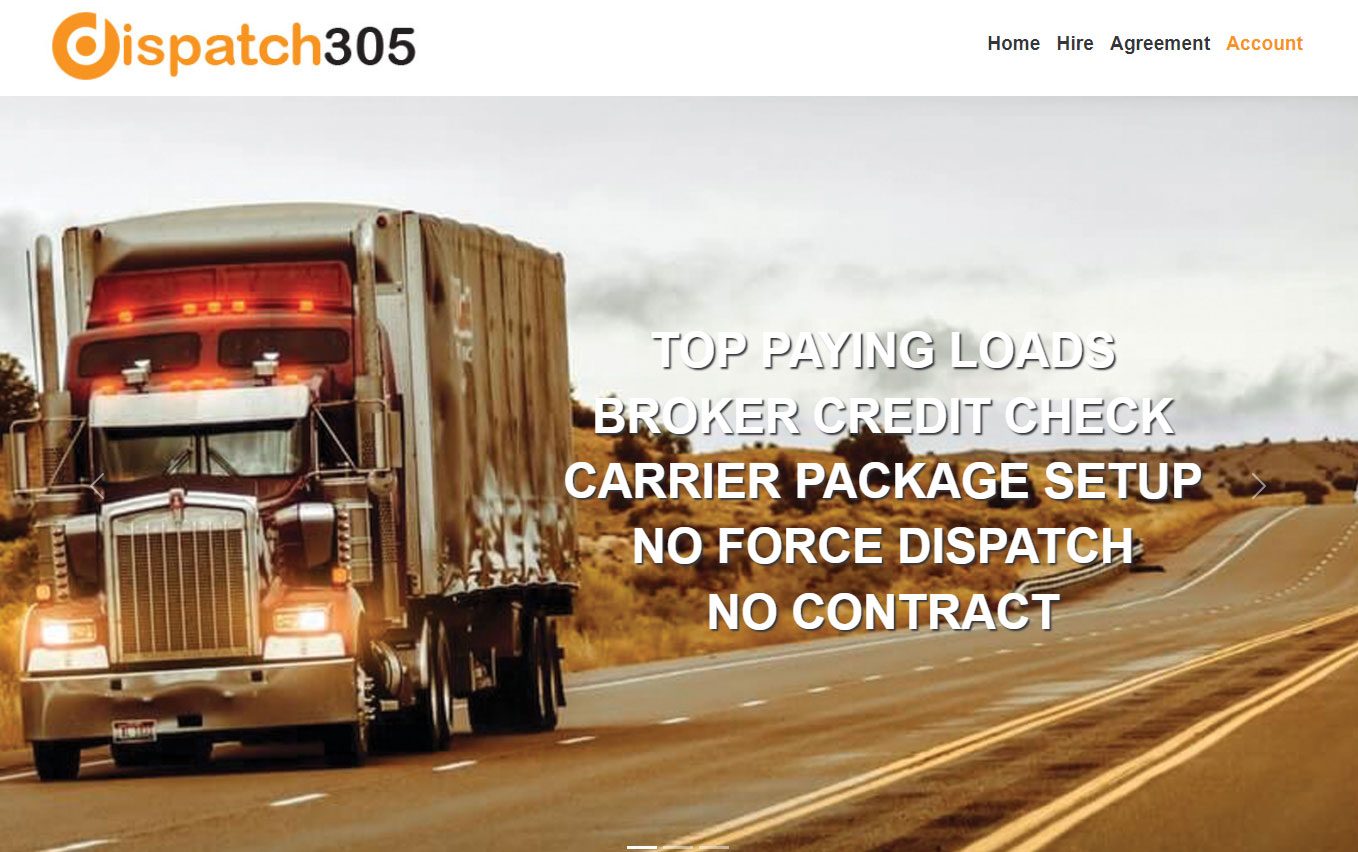 dispatch305
Home Hire Agreement Account
TOP PAYING LOADS
BROKER CREDIT CHECK
CARRIER PACKAGE SETUP
NO FORCE DISPATCH
NO CONTRACT